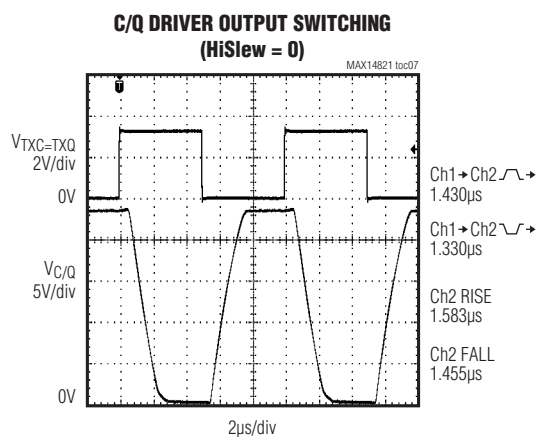 C/Q DRIVER OUTPUT SWITCHING
(HiSlew = 0)
MAX14821 toc07
VTXC=TXQ
2V/div
0V
VC/Q
5V/div
0V
Ch1→Ch2
1.430µs
Ch1→Ch2
1.330µs
Ch2 RISE
1.583µs
Ch2 FALL
1.455µs
2µs/div